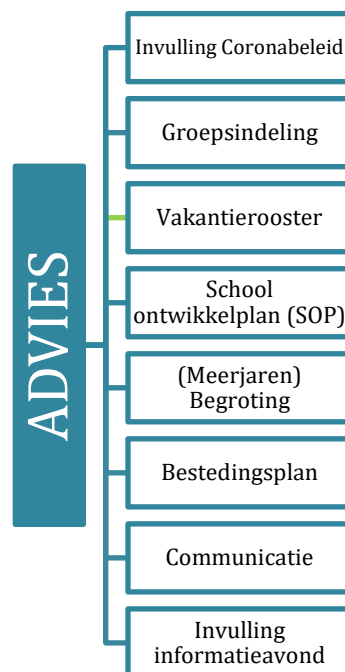 ADVIES
Invulling Coronabeleid
Groepsindeling
Vakantierooster
School
ontwikkelplan (SOP)
(Meerjaren)
Begroting
Bestedingsplan
Communicatie
Invulling
informatieavond